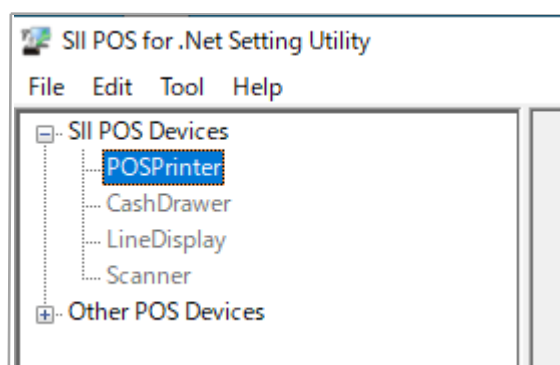 SII POS for .Net Setting Utility
File Edit Tool Help
SII POS Devices
POSPrinter
CashDrawer
LineDisplay
Scanner
Other POS Devices